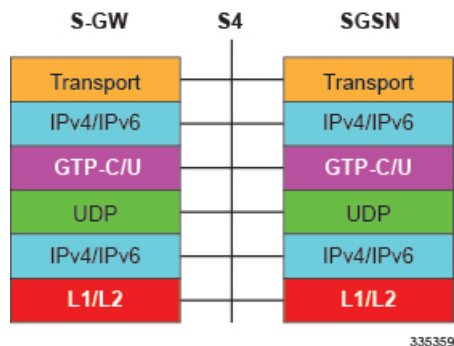 S-GW S4 SGSN
Transport Transport
IPv4/IPv6 IPv4/IPv6
GTP-C/U GTP-C/U
UDP UDP
IPv4/IPv6 IPv4/IPv6
L1/L2 L1/L2
335359